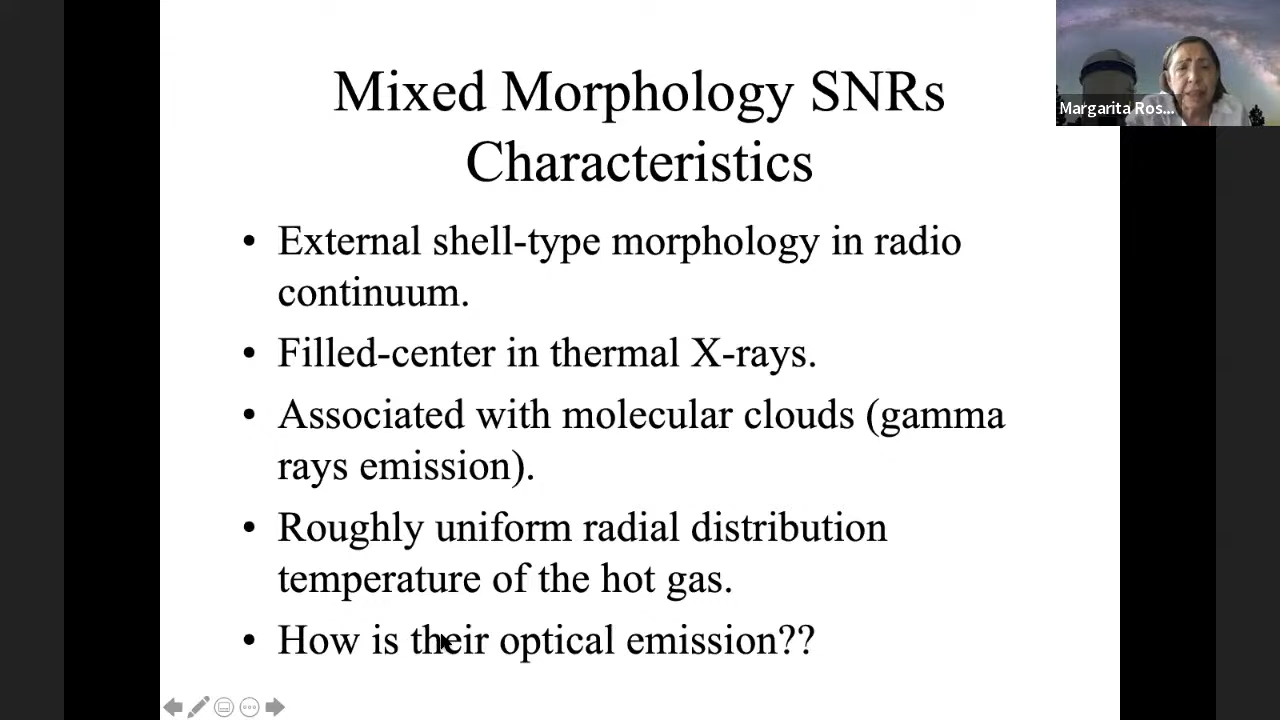 Mixed Morphology SNRs
Characteristics
Margarita Ros...
• External shell-type morphology in radio
continuum.
• Filled-center in thermal X-rays.
• Associated with molecular clouds (gamma
rays emission).
• Roughly uniform radial distribution
temperature of the hot gas.
• How is their optical emission??